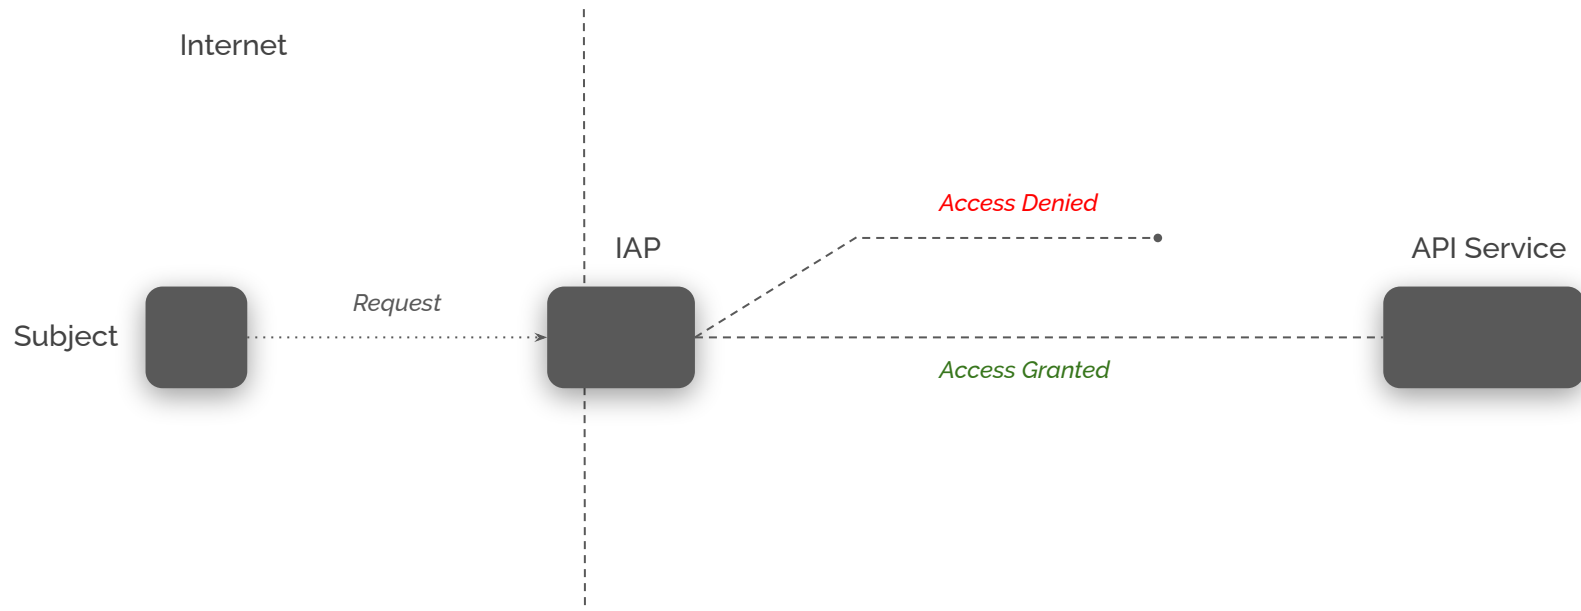 Internet
Access Denied
IAP
API Service
Request
Subject
Access Granted